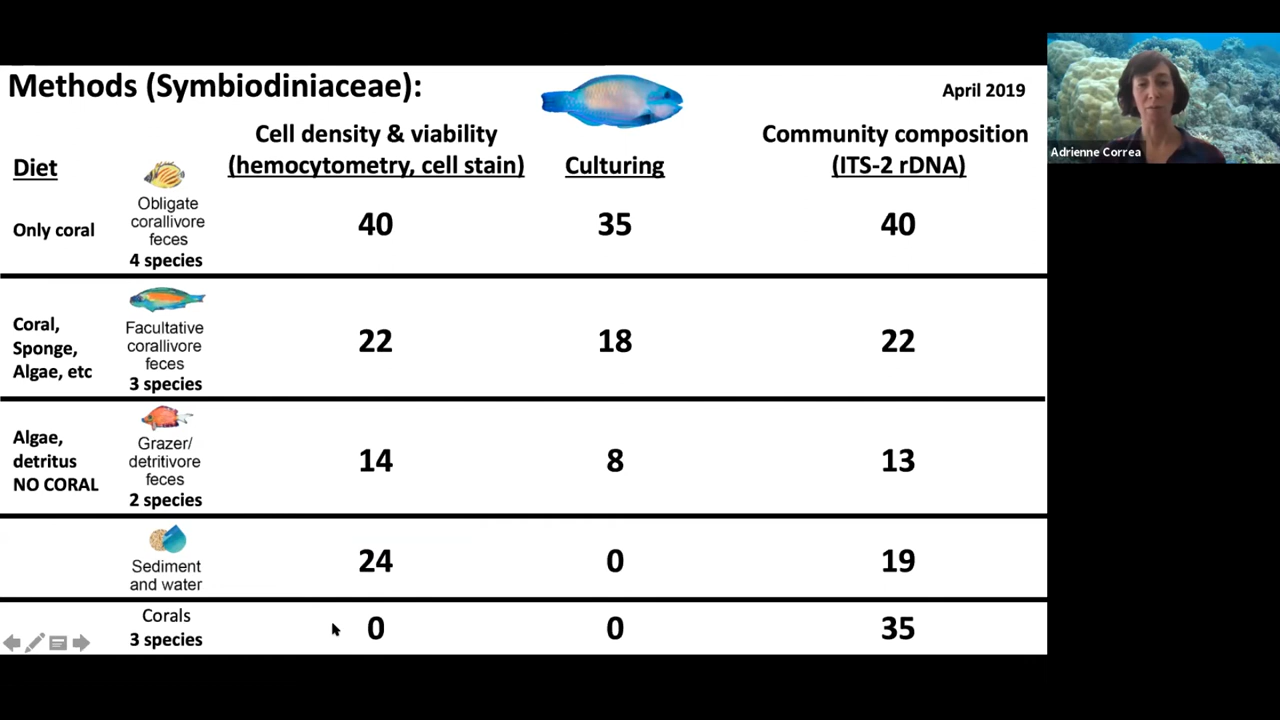 Methods (Symbiodiniaceae):
April 2019
Cell density & viability
(hemocytometry, cell stain)
Culturing
Community composition
(ITS-2 rDNA)
Diet
Adrienne Correa
Only coral
Obligate
corallivore
feces
4 species
40
35
40
Coral,
Sponge,
Algae, etc
Facultative
corallivore
feces
3 species
22
18
22
Algae,
detritus
NO CORAL
Grazer/
detritivore
feces
2 species
14
8
13
Sediment
and water
24
0
19
Corals
3 species
0
0
35